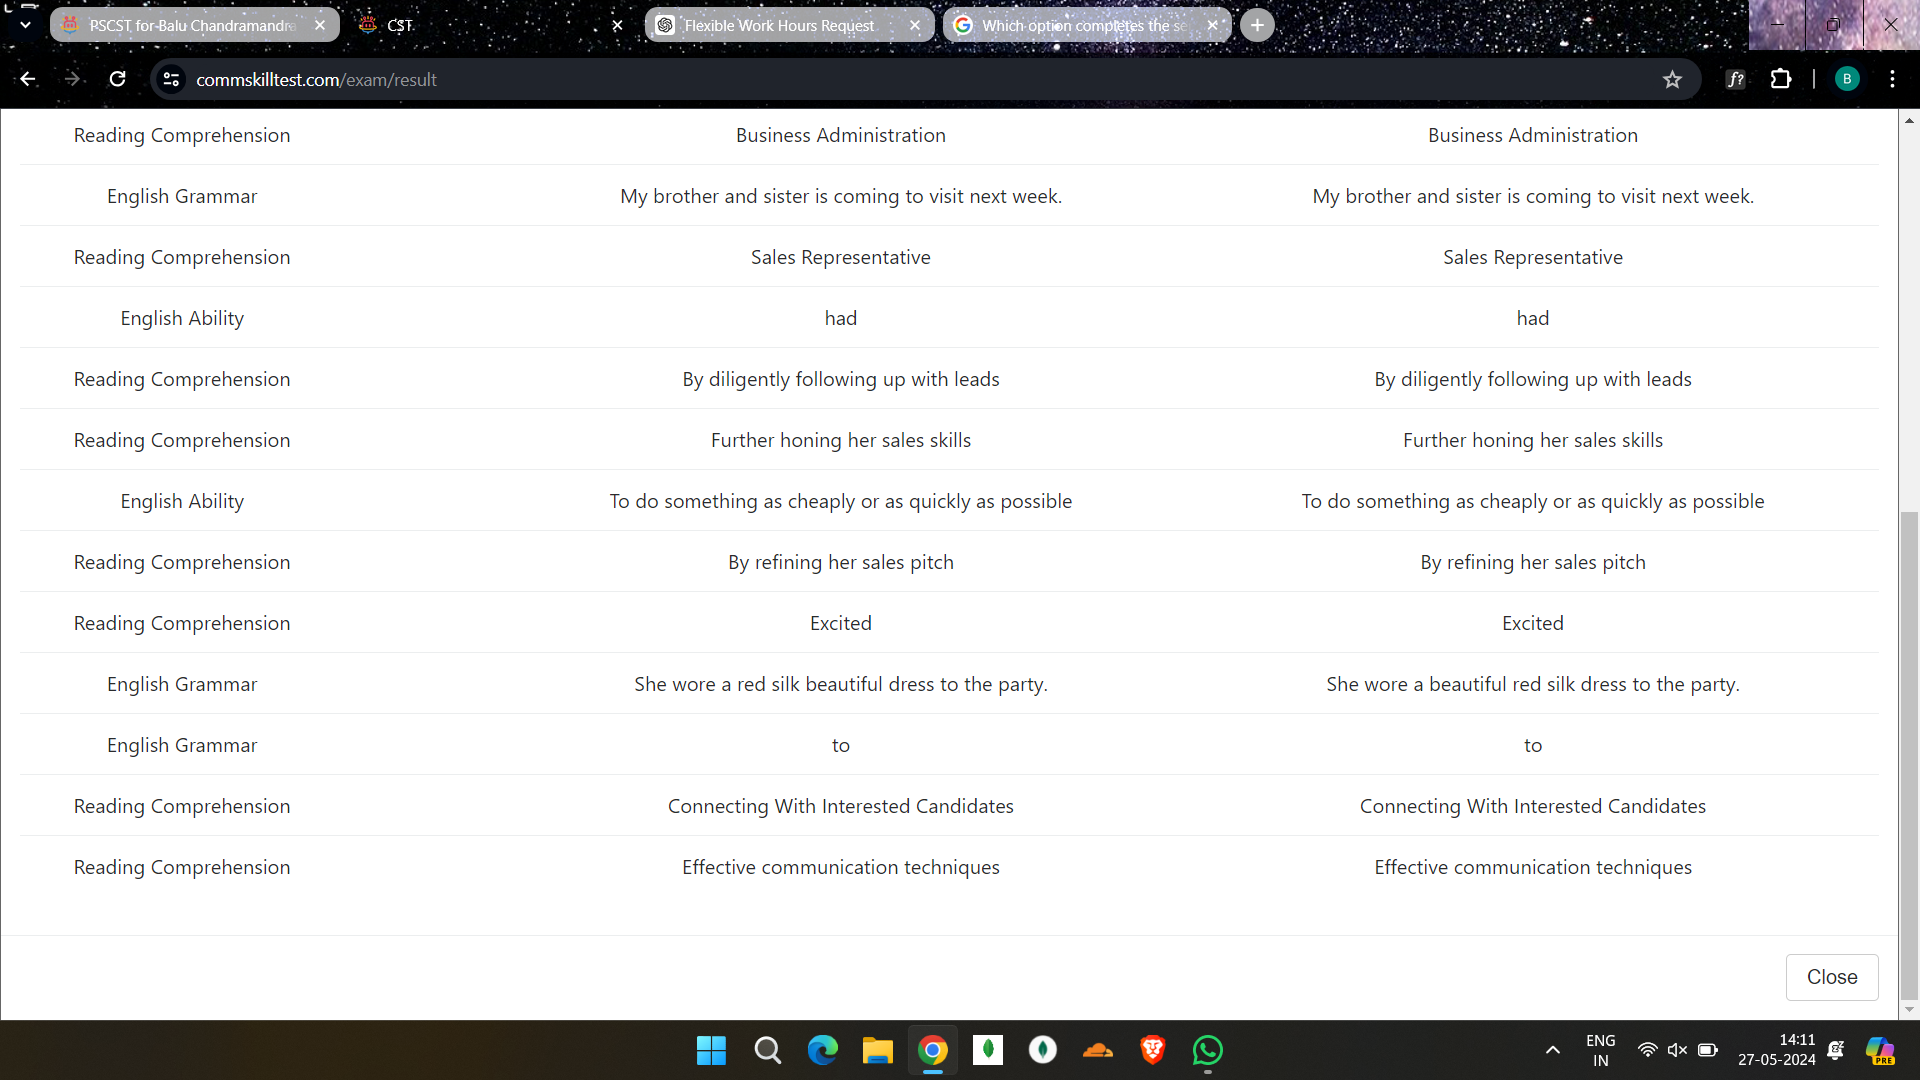 PSCST for-Balu Chandramandra
CST
Flexible Work Hours Request
Which option completes the se
commskilltest.com/exam/result
f?
B
Reading Comprehension Business Administration Business Administration
English Grammar My brother and sister is coming to visit next week. My brother and sister is coming to visit next week.
Reading Comprehension Sales Representative Sales Representative
English Ability had had
Reading Comprehension By diligently following up with leads By diligently following up with leads
Reading Comprehension Further honing her sales skills Further honing her sales skills
English Ability To do something as cheaply or as quickly as possible To do something as cheaply or as quickly as possible
Reading Comprehension By refining her sales pitch By refining her sales pitch
Reading Comprehension Excited Excited
English Grammar She wore a red silk beautiful dress to the party. She wore a beautiful red silk dress to the party.
English Grammar to to
Reading Comprehension Connecting With Interested Candidates Connecting With Interested Candidates
Reading Comprehension Effective communication techniques Effective communication techniques
Close
ENG
IN
14:11
27-05-2024
PRE